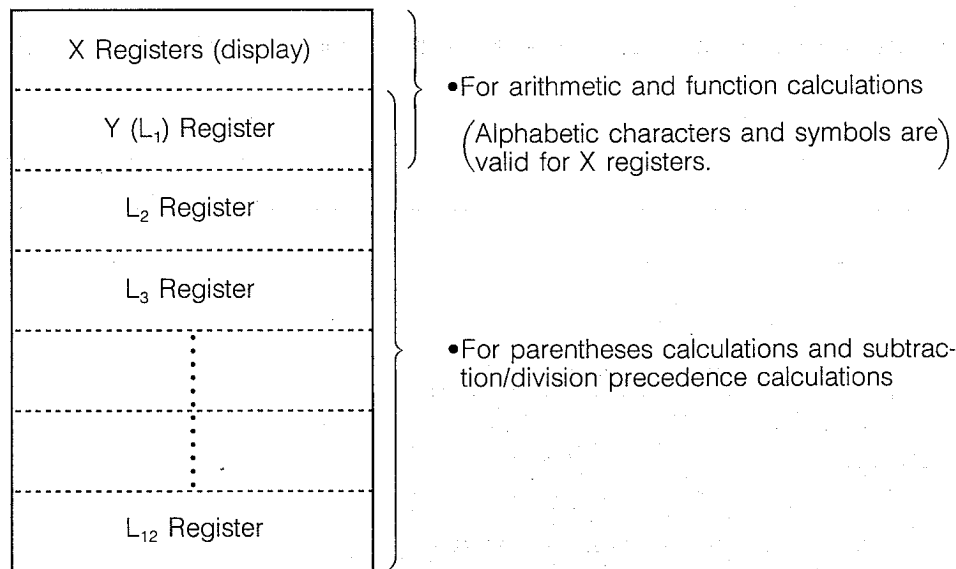 X Registers (display)
Y (L₁) Register
L₂ Register
L₃ Register
L₁₂ Register
•For arithmetic and function calculations
(Alphabetic characters and symbols are
valid for X registers.)
•For parentheses calculations and subtrac-
tion/division precedence calculations